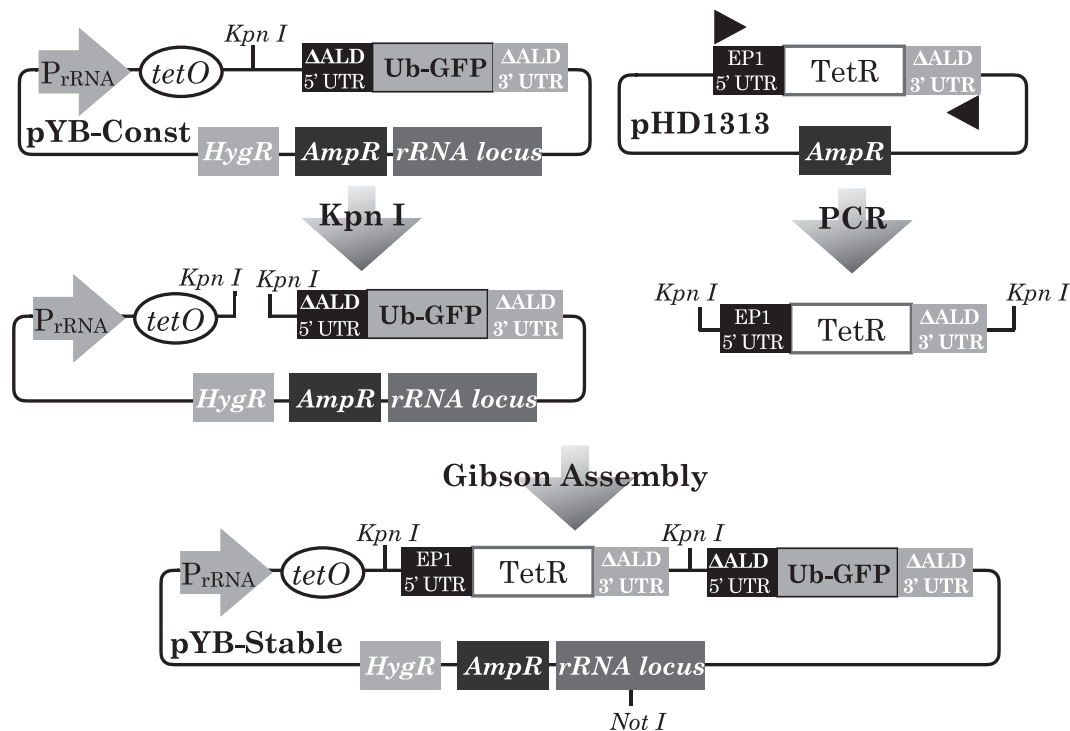 Kpn I
PrRNA
tetO
ΔALD
5' UTR
Ub-GFP
ΔALD
3' UTR
pYB-Const
HygR
AmpR
rRNA locus
EP1
5' UTR
TetR
ΔALD
3' UTR
pHD1313
AmpR
Kpn I
PCR
Kpn I
Kpn I
PrRNA
tetO
ΔALD
5' UTR
Ub-GFP
ΔALD
3' UTR
HygR
AmpR
rRNA locus
Kpn I
Kpn I
EP1
5' UTR
TetR
ΔALD
3' UTR
Gibson Assembly
Kpn I
Kpn I
PrRNA
tetO
EP1
5' UTR
TetR
ΔALD
3' UTR
ΔALD
5' UTR
Ub-GFP
ΔALD
3' UTR
pYB-Stable
HygR
AmpR
rRNA locus
Not I